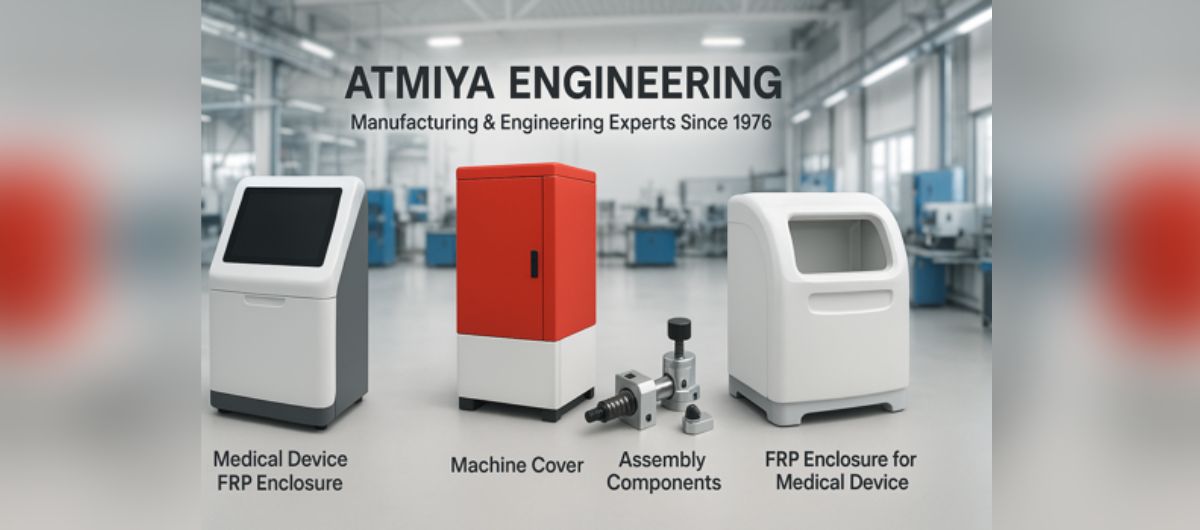 ATMIYA ENGINEERING
Manufacturing & Engineering Experts Since 1976
Medical Device
FRP Enclosure
Machine Cover
Assembly
Components
FRP Enclosure for
Medical Device